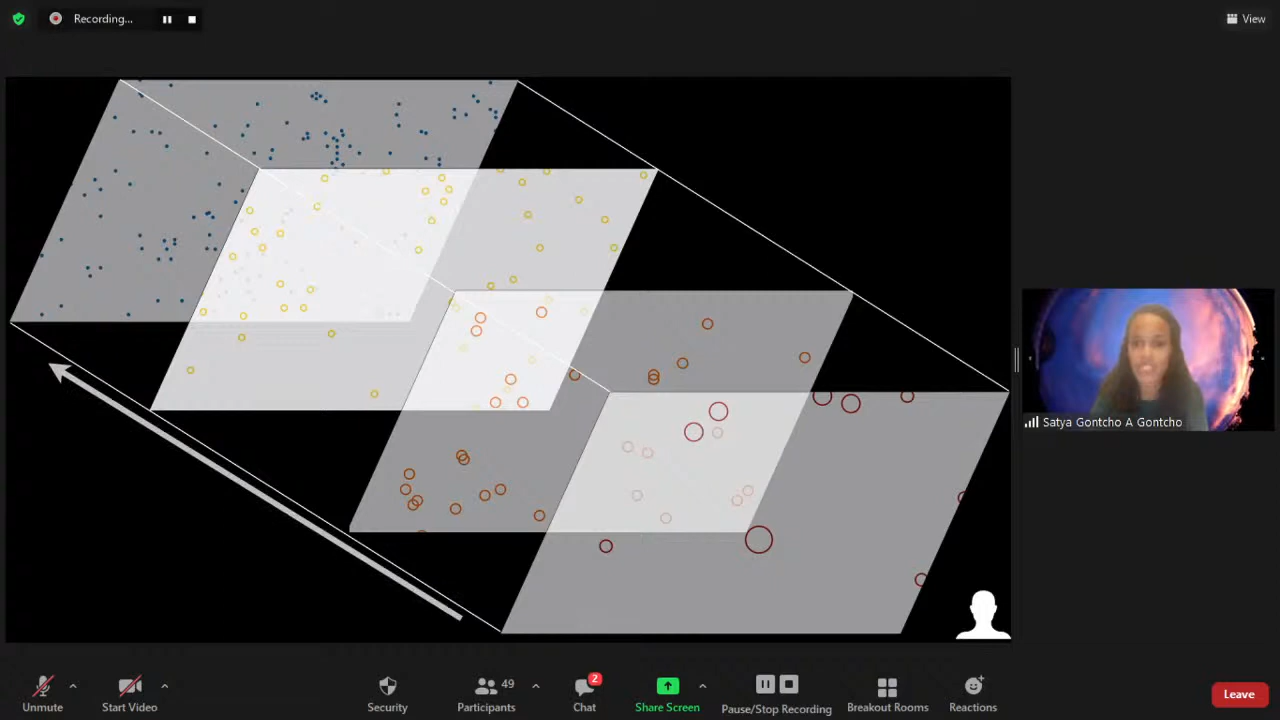 Recording...
View
Satya Gontcho A Gontcho
Unmute
Start Video
Security
49
Participants
2
Chat
Share Screen
Pause/Stop Recording
Breakout Rooms
Reactions
Leave